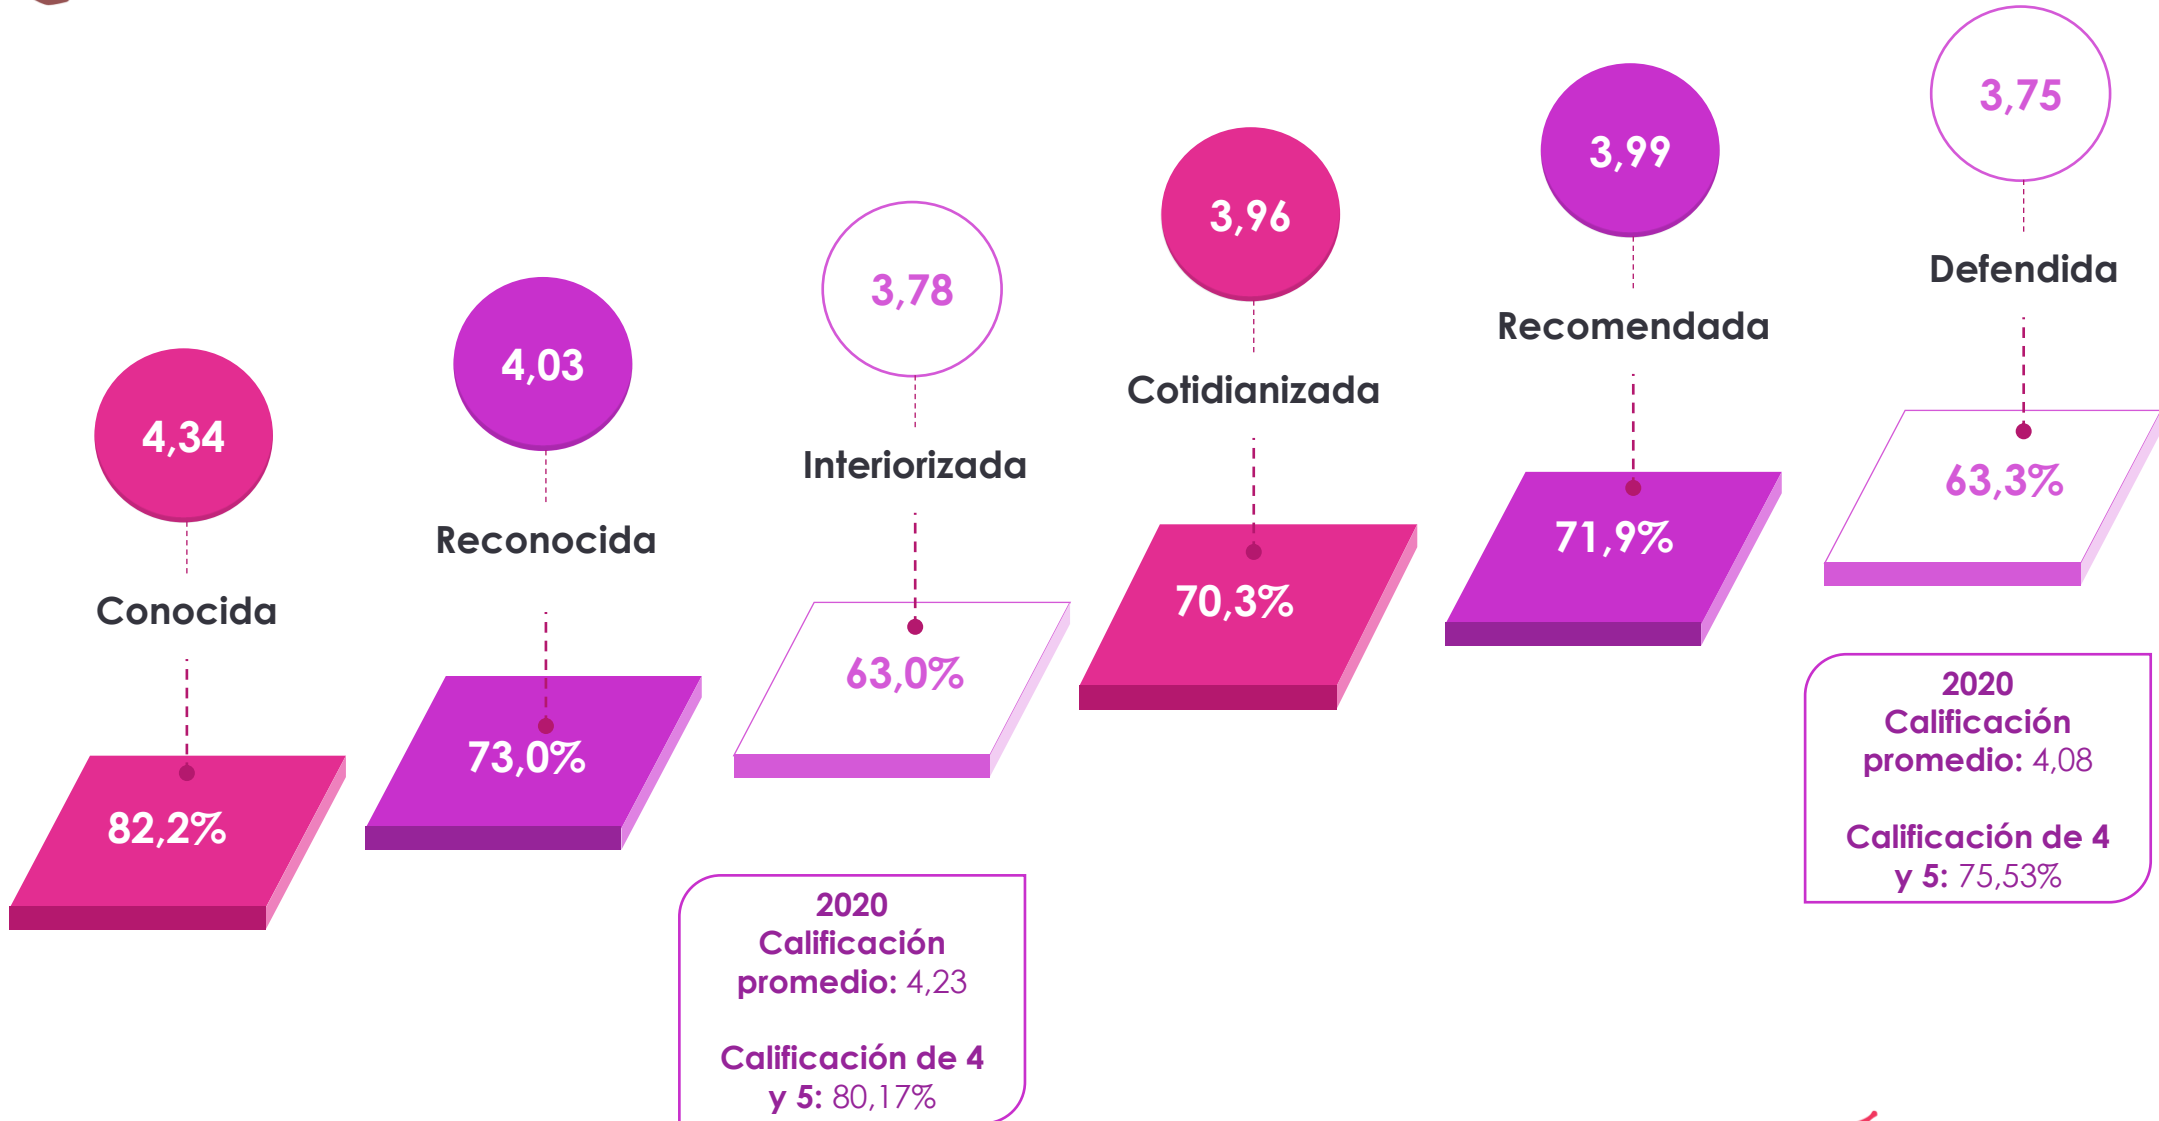 4,34
Conocida
82,2%
4,03
Reconocida
73,0%
3,78
Interiorizada
63,0%
2020
Calificación
promedio: 4,23
Calificación de 4
y 5: 80,17%
3,96
Cotidianizada
70,3%
3,99
Recomendada
71,9%
3,75
Defendida
63,3%
2020
Calificación
promedio: 4,08
Calificación de 4
y 5: 75,53%